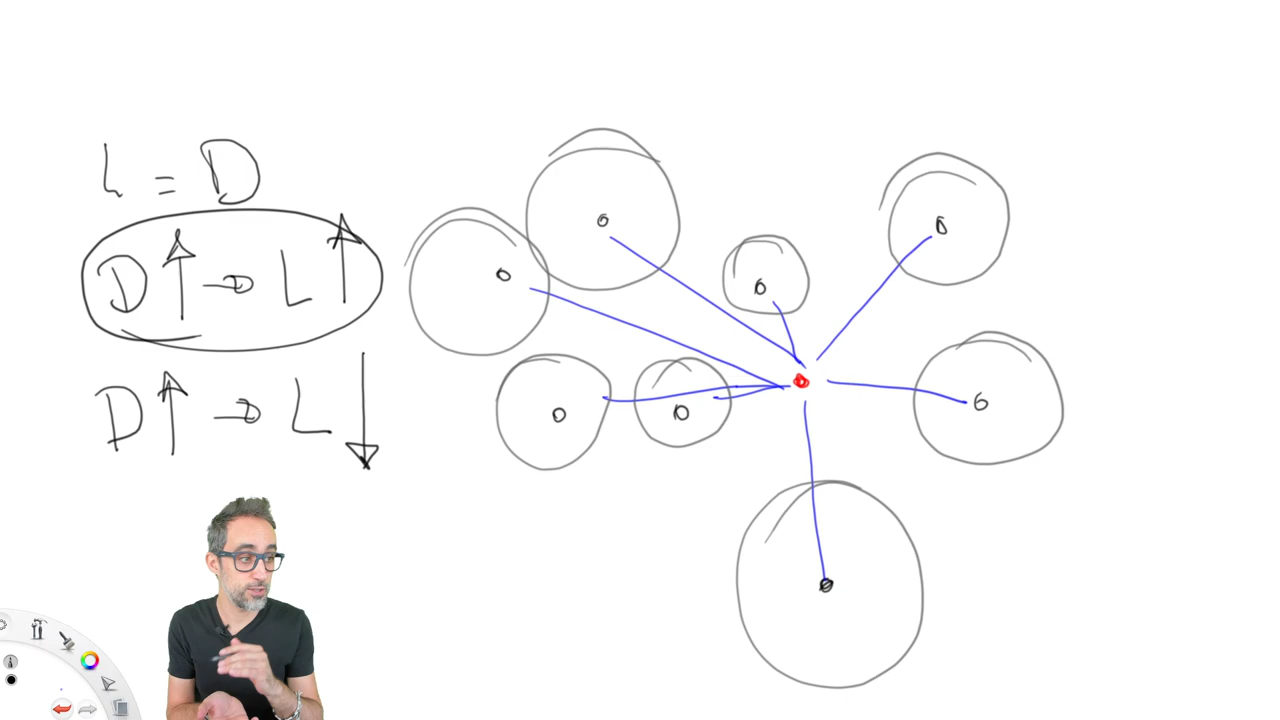 L = D
D ↑ → L ↑
D ↑ → L ↓